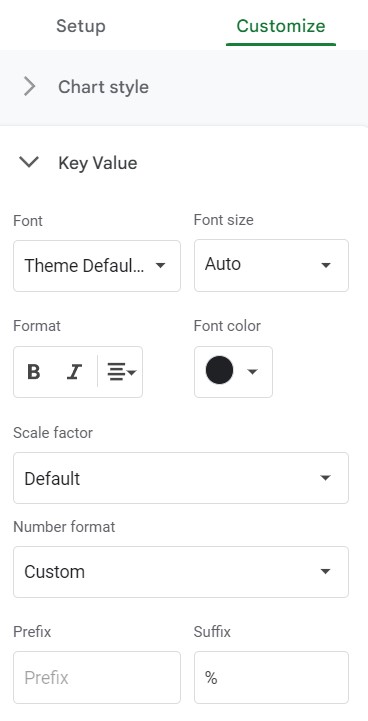 Setup Customize
Chart style
Key Value
Font Font size
Theme Defaul... Auto
Format Font color
B I
Scale factor
Default
Number format
Custom
Prefix Suffix
Prefix %